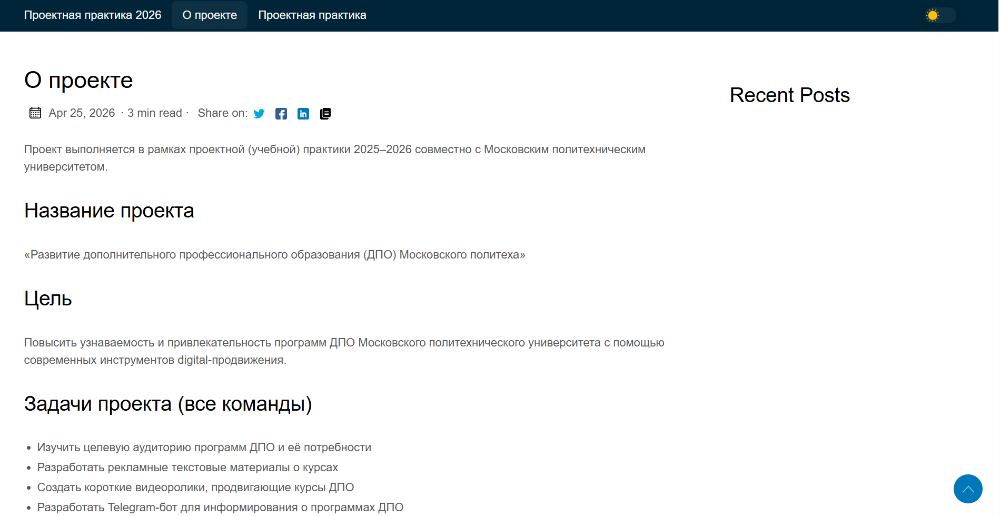 Проектная практика 2026 О проекте Проектная практика
О проекте
Apr 25, 2026 · 3 min read · Share on:
Проект выполняется в рамках проектной (учебной) практики 2025–2026 совместно с Московским политехническим
университетом.
Название проекта
«Развитие дополнительного профессионального образования (ДПО) Московского политеха»
Цель
Повысить узнаваемость и привлекательность программ ДПО Московского политехнического университета с помощью
современных инструментов digital-продвижения.
Задачи проекта (все команды)
• Изучить целевую аудиторию программ ДПО и её потребности
• Разработать рекламные текстовые материалы о курсах
• Создать короткие видеоролики, продвигающие курсы ДПО
• Разработать Telegram-бот для информирования о программах ДПО
Recent Posts